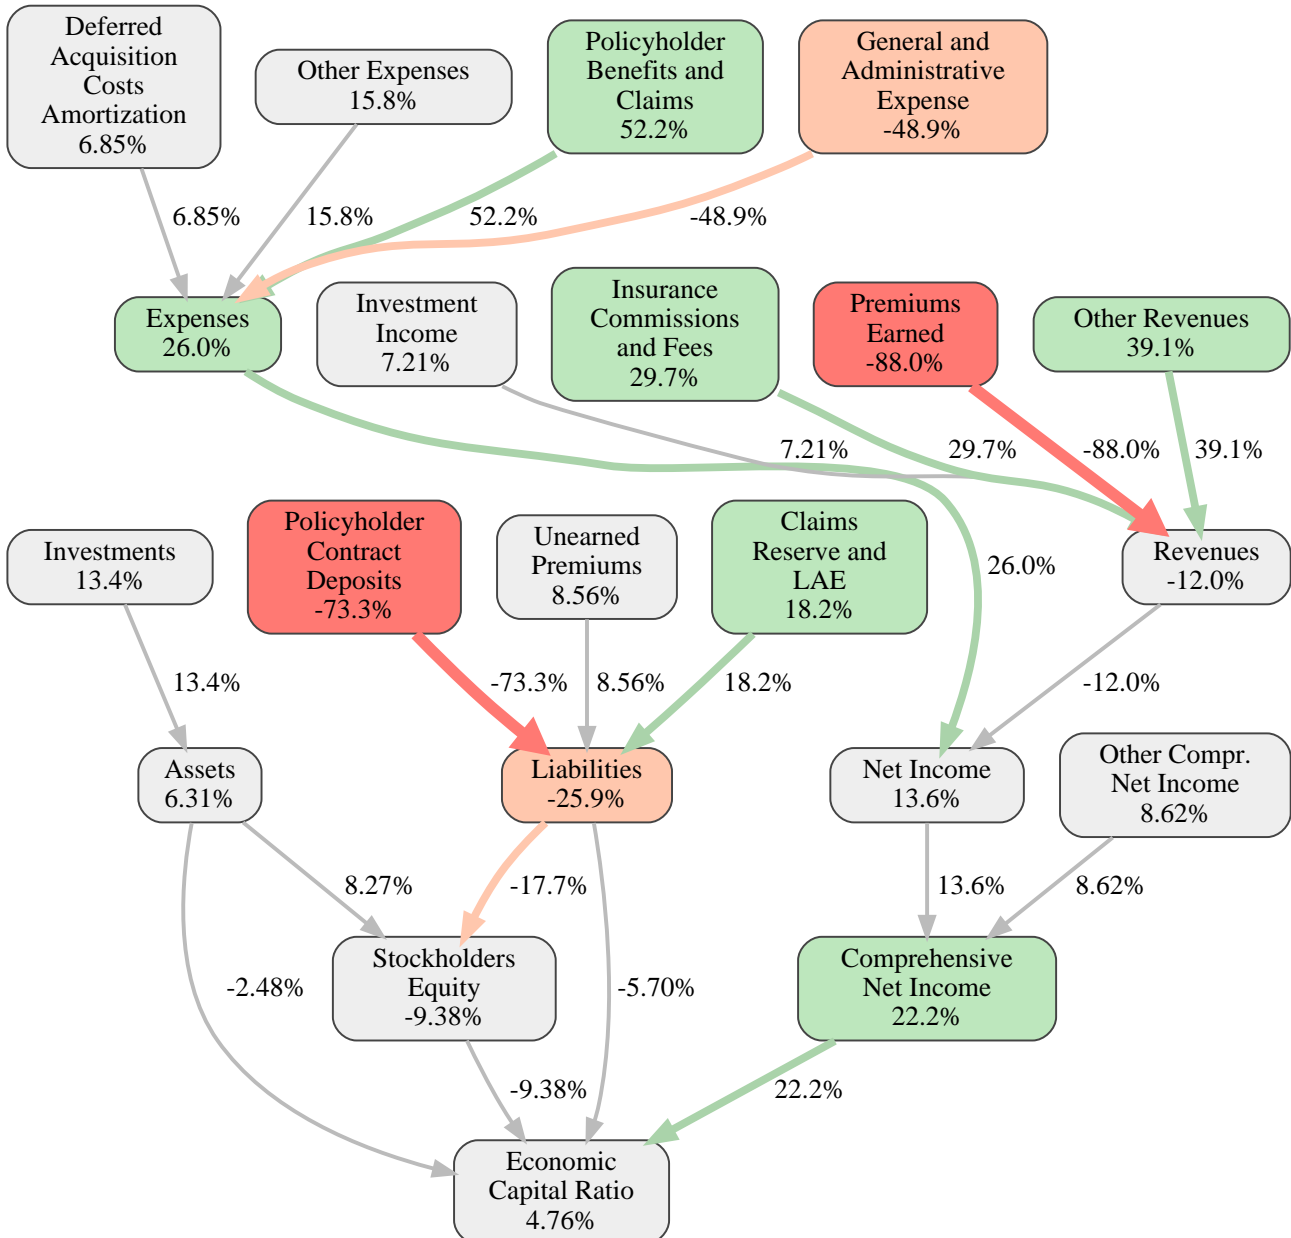 Deferred
Acquisition
Costs
Amortization
6.85%
Other Expenses
15.8%
Policyholder
Benefits and
Claims
52.2%
General and
Administrative
Expense
-48.9%
6.85%
15.8%
52.2%
-48.9%
Expenses
26.0%
Investment
Income
7.21%
Insurance
Commissions
and Fees
29.7%
Premiums
Earned
-88.0%
Other Revenues
39.1%
7.21%
29.7%
-88.0%
39.1%
Investments
13.4%
Policyholder
Contract
Deposits
-73.3%
Unearned
Premiums
8.56%
Claims
Reserve and
LAE
18.2%
26.0%
Revenues
-12.0%
13.4%
-73.3%
8.56%
18.2%
-12.0%
Assets
6.31%
Liabilities
-25.9%
Net Income
13.6%
Other Compr.
Net Income
8.62%
8.27%
-17.7%
13.6%
8.62%
-2.48%
Stockholders
Equity
-9.38%
-5.70%
Comprehensive
Net Income
22.2%
-9.38%
22.2%
Economic
Capital Ratio
4.76%